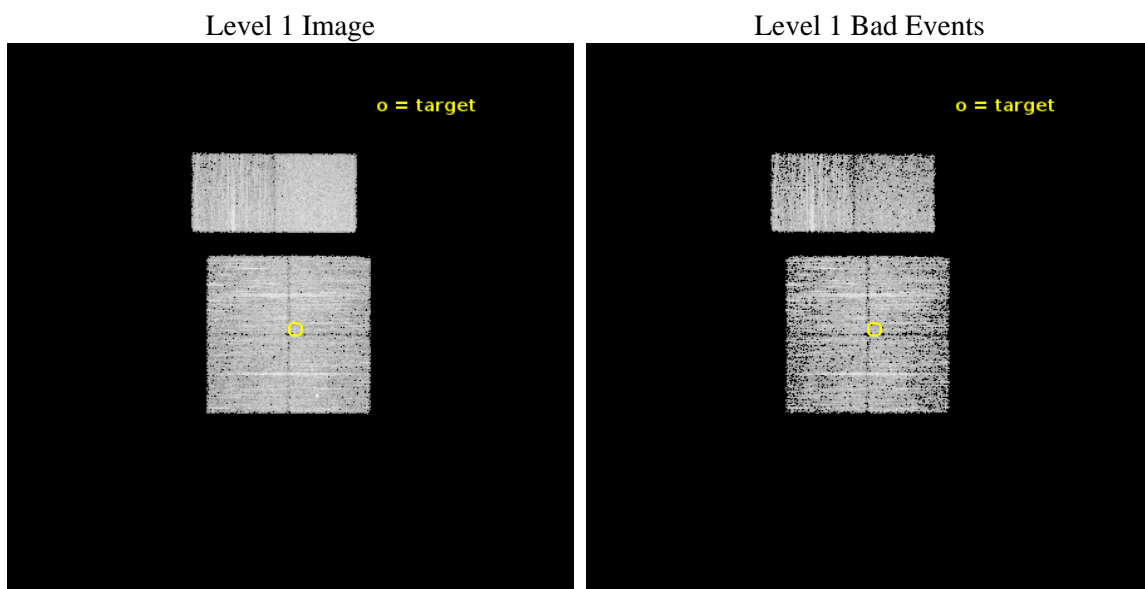 Level 1 Image
Level 1 Bad Events
o = target
o = target